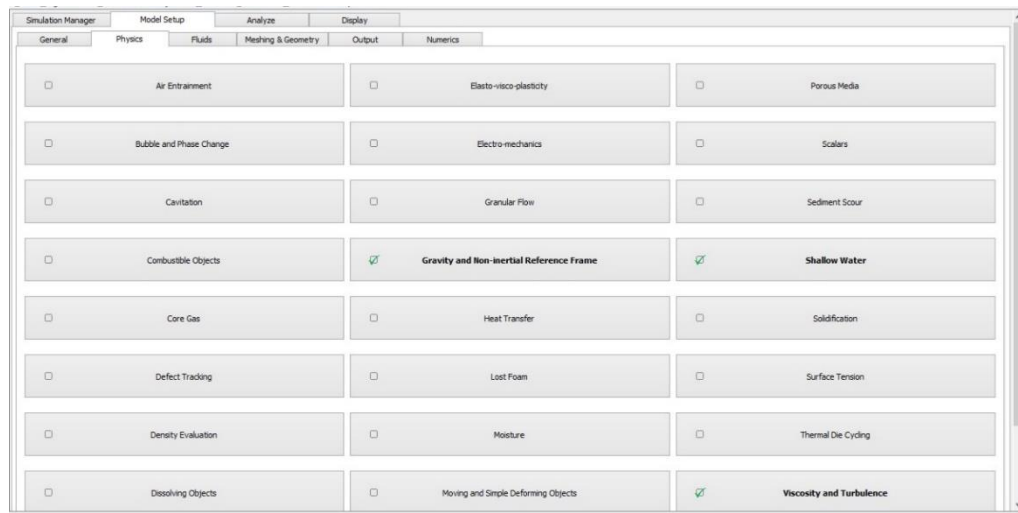 Simulation Manager Model Setup Analyze Display
General Physics Fluids Meshing & Geometry Output Numerics
Air Entrainment Elasto-visco-plasticity Porous Media
Bubble and Phase Change Electro-mechanics Scalars
Cavitation Granular Flow Sediment Scour
Combustible Objects Gravity and Non-inertial Reference Frame Shallow Water
Core Gas Heat Transfer Solidification
Defect Tracking Lost Foam Surface Tension
Density Evaluation Moisture Thermal Die Cycling
Dissolving Objects Moving and Simple Deforming Objects Viscosity and Turbulence